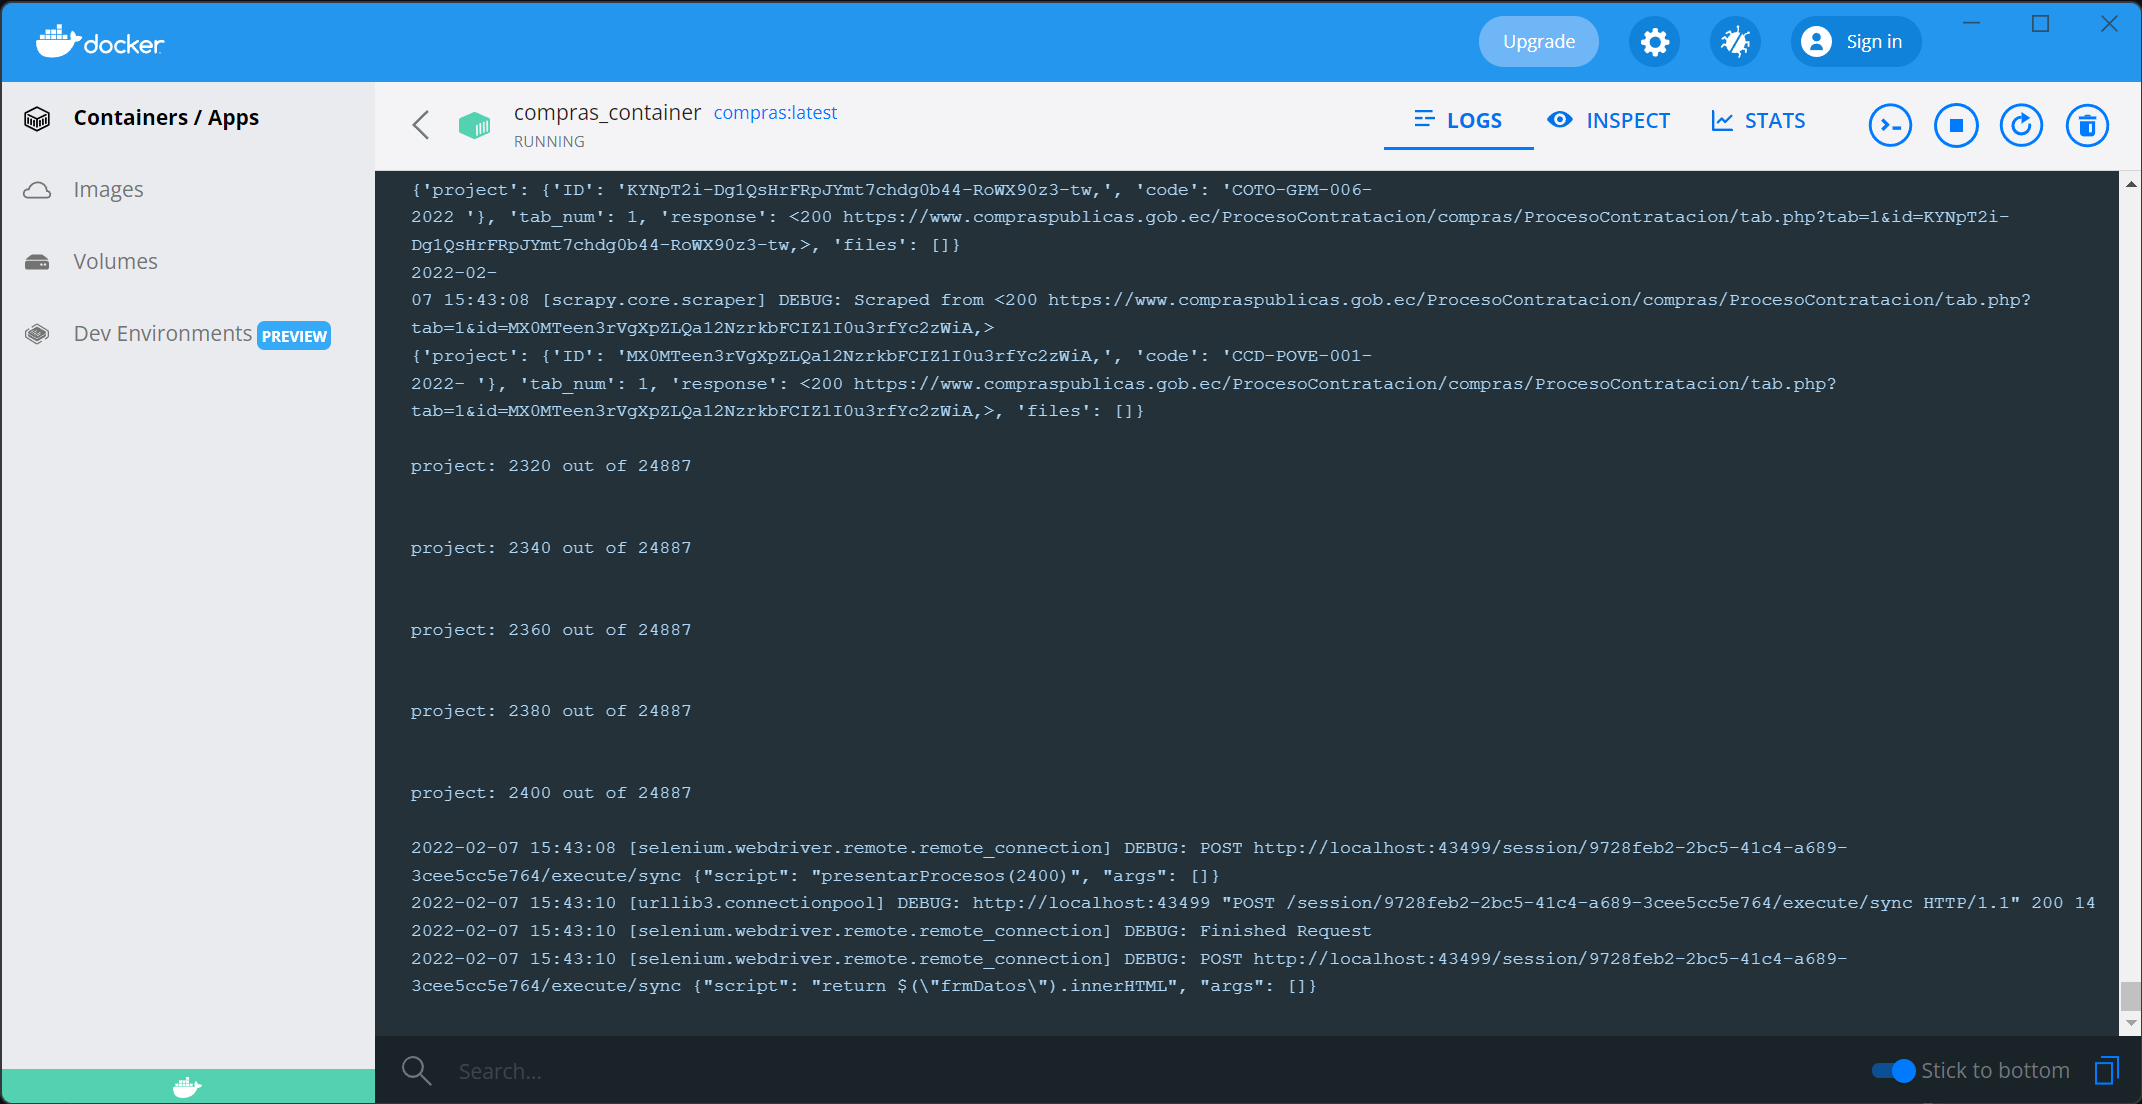 docker
Upgrade
Sign in
Containers / Apps
Images
Volumes
Dev Environments PREVIEW
compras_container compras:latest
RUNNING
LOGS
INSPECT
STATS
{'project': {'ID': 'KYNpT2i-Dg1QsHrFRpJYmt7chdg0b44-RoWX90z3-tw,', 'code': 'COTO-GPM-006-
2022 '}, 'tab_num': 1, 'response': <200 https://www.compraspublicas.gob.ec/ProcesoContratacion/compras/ProcesoContratacion/tab.php?tab=1&id=KYNpT2i-
Dg1QsHrFRpJYmt7chdg0b44-RoWX90z3-tw,>, 'files': []}
2022-02-
07 15:43:08 [scrapy.core.scraper] DEBUG: Scraped from <200 https://www.compraspublicas.gob.ec/ProcesoContratacion/compras/ProcesoContratacion/tab.php?
tab=1&id=MX0MTeen3rVgXpZLQa12NzrkbFCIZ1I0u3rfYc2zWiA,>
{'project': {'ID': 'MX0MTeen3rVgXpZLQa12NzrkbFCIZ1I0u3rfYc2zWiA,', 'code': 'CCD-POVE-001-
2022- '}, 'tab_num': 1, 'response': <200 https://www.compraspublicas.gob.ec/ProcesoContratacion/compras/ProcesoContratacion/tab.php?
tab=1&id=MX0MTeen3rVgXpZLQa12NzrkbFCIZ1I0u3rfYc2zWiA,>, 'files': []}
project: 2320 out of 24887
project: 2340 out of 24887
project: 2360 out of 24887
project: 2380 out of 24887
project: 2400 out of 24887
2022-02-07 15:43:08 [selenium.webdriver.remote.remote_connection] DEBUG: POST http://localhost:43499/session/9728feb2-2bc5-41c4-a689-
3cee5cc5e764/execute/sync {"script": "presentarProcesos(2400)", "args": []}
2022-02-07 15:43:10 [urllib3.connectionpool] DEBUG: http://localhost:43499 "POST /session/9728feb2-2bc5-41c4-a689-3cee5cc5e764/execute/sync HTTP/1.1" 200 14
2022-02-07 15:43:10 [selenium.webdriver.remote.remote_connection] DEBUG: Finished Request
2022-02-07 15:43:10 [selenium.webdriver.remote.remote_connection] DEBUG: POST http://localhost:43499/session/9728feb2-2bc5-41c4-a689-
3cee5cc5e764/execute/sync {"script": "return $(\"frmDatos\").innerHTML", "args": []}
Search...
Stick to bottom